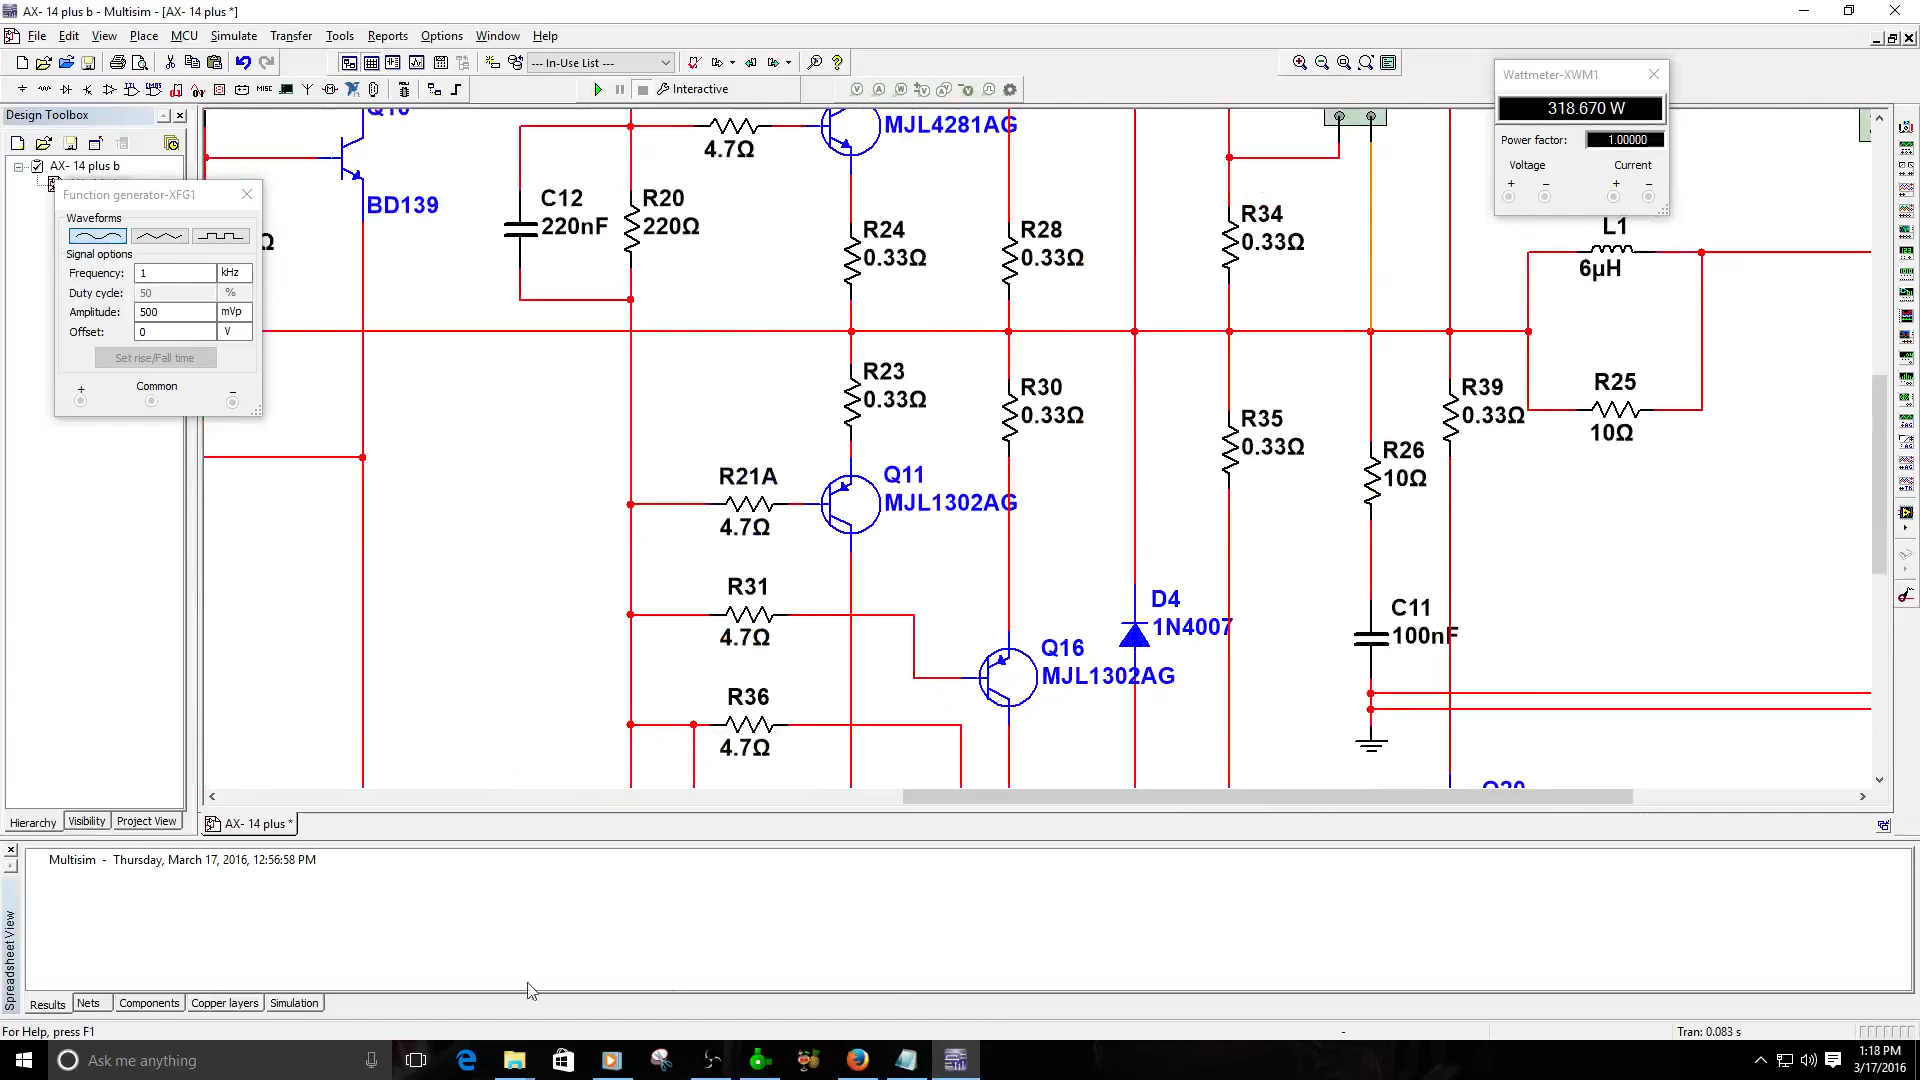 AX- 14 plus b - Multisim - [AX- 14 plus *]
File Edit View Place MCU Simulate Transfer Tools Reports Options Window Help
--- In-Use List ---
MISC
Interactive
Design Toolbox
AX- 14 plus b
Function generator-XFG1
Waveforms
Signal options
Frequency: 1 kHz
Duty cycle: 50 %
Amplitude: 500 mVp
Offset: 0 V
Set rise/Fall time
+ Common −
Wattmeter-XWM1
318.670 W
Power factor: 1.00000
Voltage Current
+ − + −
BD139
Ω
C12
220nF
R20
220Ω
4.7Ω
MJL4281AG
R24
0.33Ω
R28
0.33Ω
R34
0.33Ω
L1
6µH
R23
0.33Ω
R30
0.33Ω
R35
0.33Ω
R39
0.33Ω
R25
10Ω
R26
10Ω
R21A
4.7Ω
Q11
MJL1302AG
R31
4.7Ω
Q16
MJL1302AG
D4
1N4007
C11
100nF
R36
4.7Ω
Q20
Hierarchy Visibility Project View
AX- 14 plus *
Multisim - Thursday, March 17, 2016, 12:56:58 PM
Spreadsheet View
Results Nets Components Copper layers Simulation
For Help, press F1
-
Tran: 0.083 s
Ask me anything
1:18 PM
3/17/2016